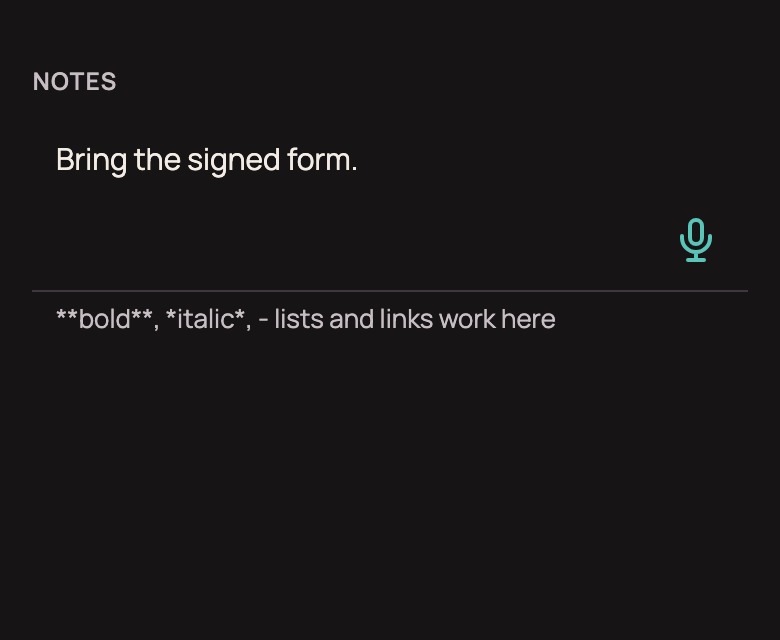 NOTES
Bring the signed form.
**bold**, *italic*, - lists and links work here